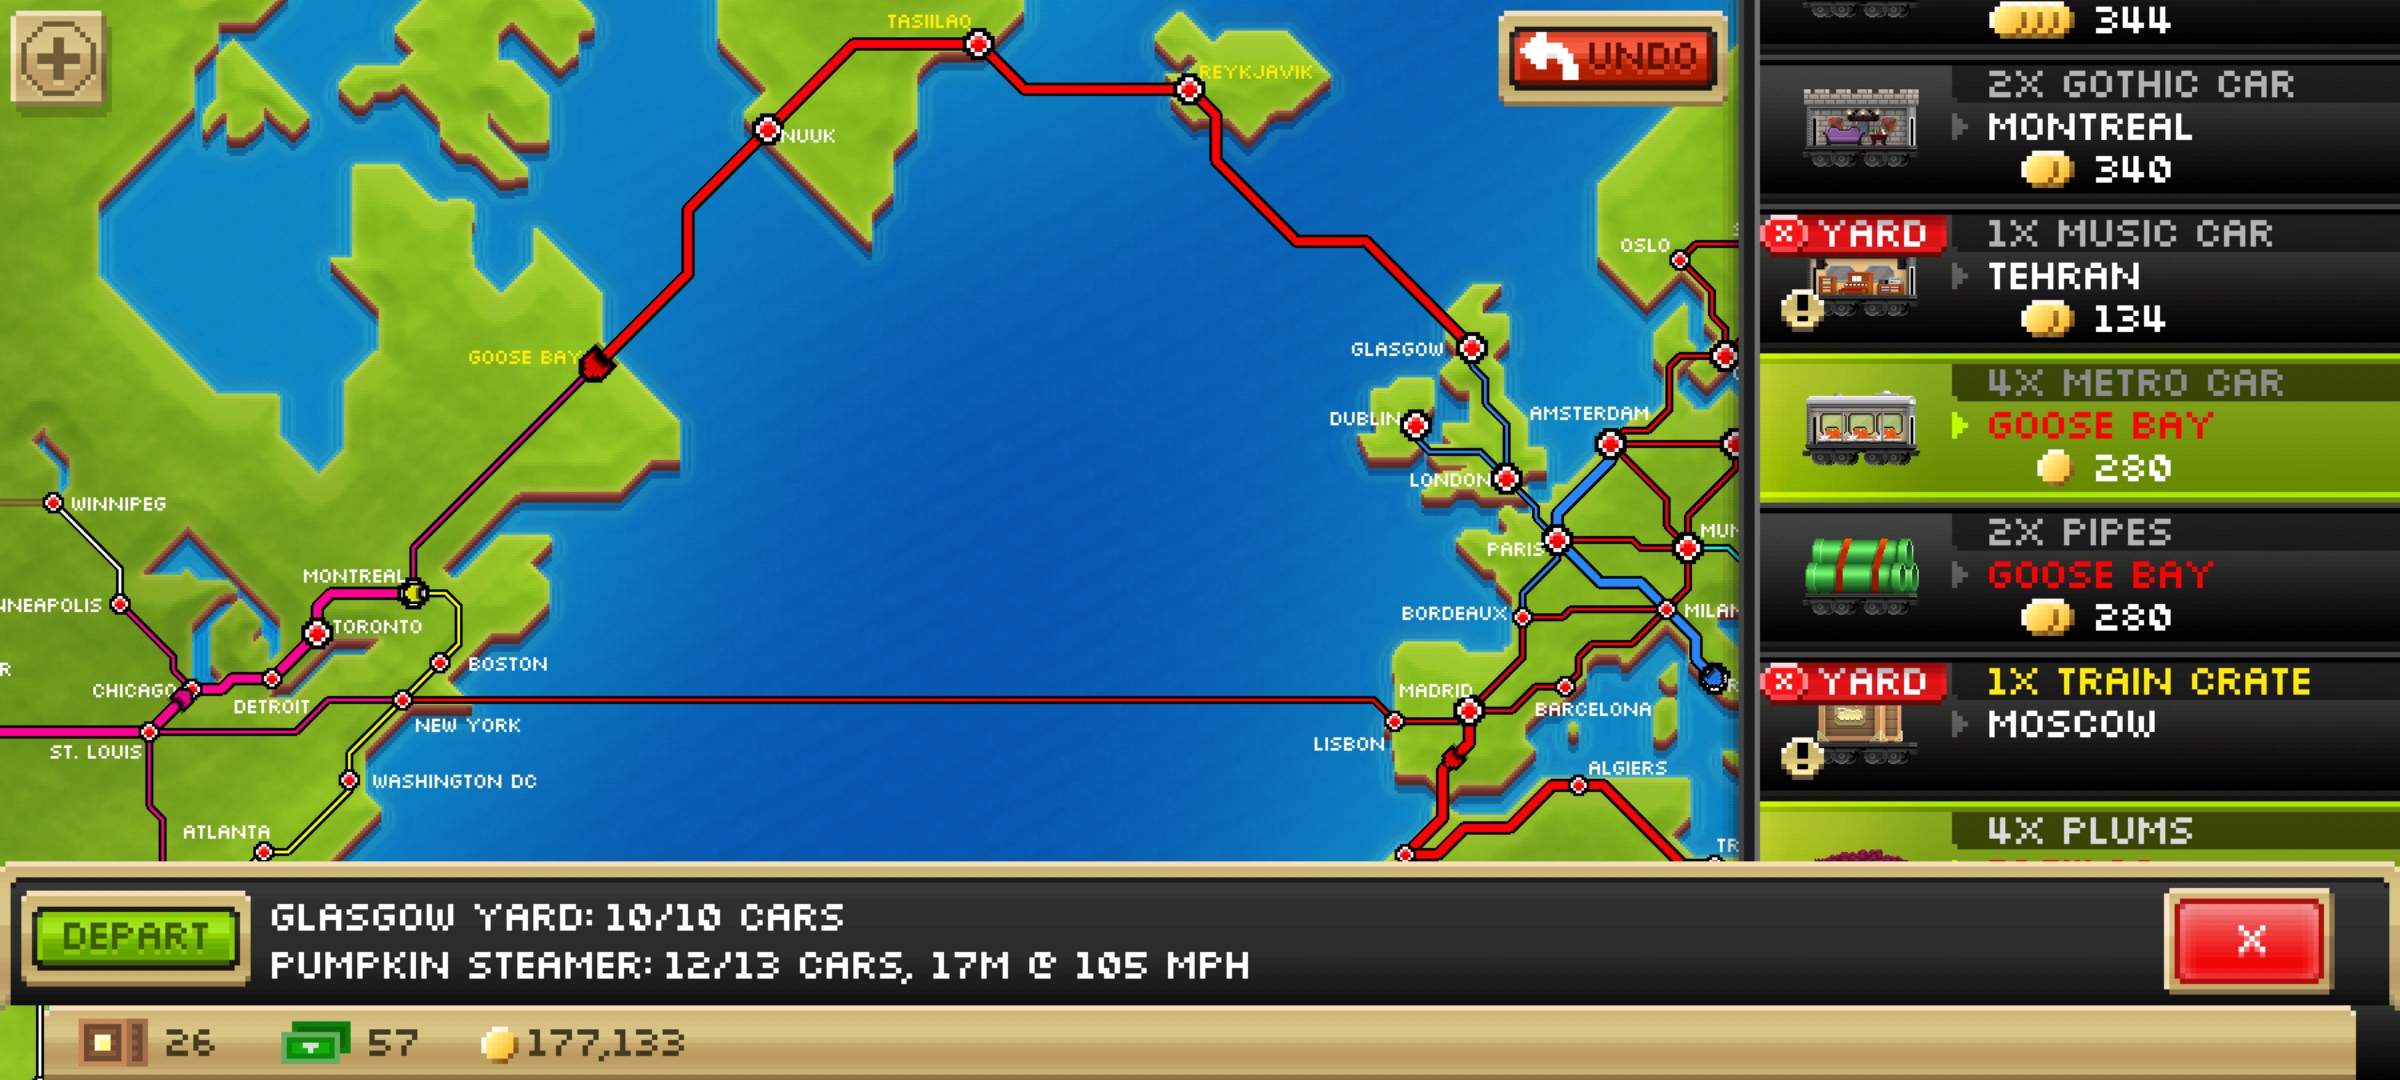 TASIILAQ
REYKJAVIK
NUUK
UNDO
OSLO
GOOSE BAY
GLASGOW
DUBLIN
AMSTERDAM
LONDON
PARIS
WINNIPEG
MONTREAL
TORONTO
BOSTON
CHICAGO
DETROIT
NEW YORK
ST. LOUIS
WASHINGTON DC
ATLANTA
BORDEAUX
MADRID
BARCELONA
LISBON
ALGIERS
344
2X GOTHIC CAR
MONTREAL
340
YARD
1X MUSIC CAR
TEHRAN
134
4X METRO CAR
GOOSE BAY
280
2X PIPES
GOOSE BAY
280
YARD
1X TRAIN CRATE
MOSCOW
4X PLUMS
DEPART
GLASGOW YARD: 10/10 CARS
PUMPKIN STEAMER: 12/13 CARS, 17M @ 105 MPH
X
26
57
177,133